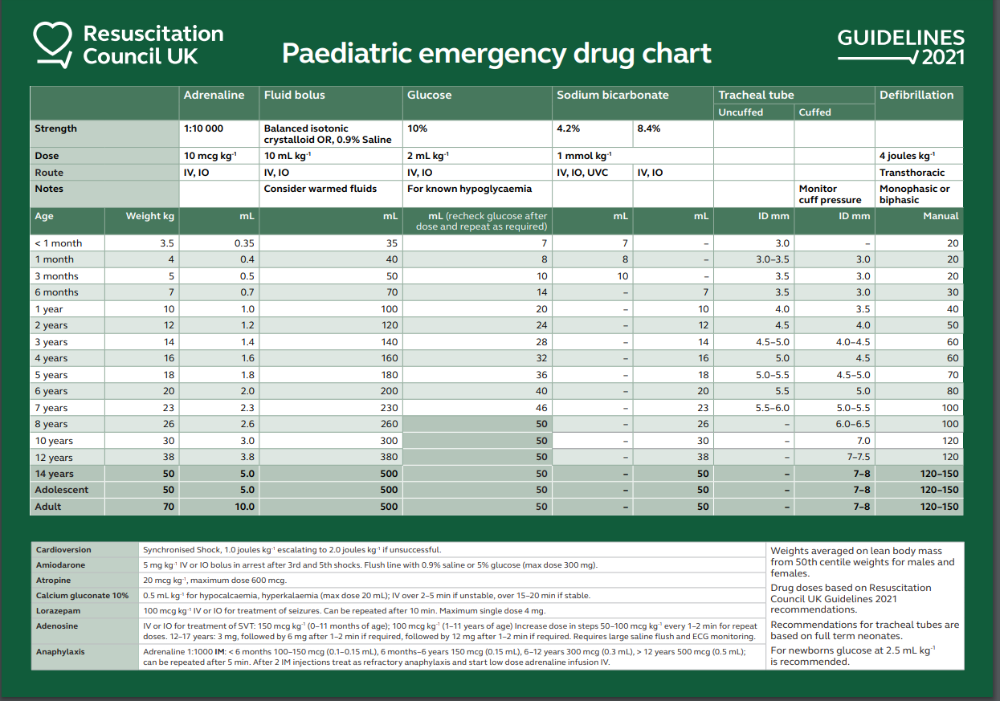 Resuscitation
Council UK
Paediatric emergency drug chart
GUIDELINES
2021
Adrenaline Fluid bolus Glucose Sodium bicarbonate Tracheal tube Defibrillation
Uncuffed Cuffed
Strength 1:10 000 Balanced isotonic crystalloid OR, 0.9% Saline 10% 4.2% 8.4%
Dose 10 mcg kg⁻¹ 10 mL kg⁻¹ 2 mL kg⁻¹ 1 mmol kg⁻¹ 4 joules kg⁻¹
Route IV, IO IV, IO IV, IO IV, IO, UVC IV, IO Transthoracic
Notes Consider warmed fluids For known hypoglycaemia Monitor cuff pressure Monophasic or biphasic
Age Weight kg mL mL mL (recheck glucose after dose and repeat as required) mL mL ID mm ID mm Manual
< 1 month 3.5 0.35 35 7 7 – 3.0 – 20
1 month 4 0.4 40 8 8 – 3.0–3.5 3.0 20
3 months 5 0.5 50 10 10 – 3.5 3.0 20
6 months 7 0.7 70 14 – 7 3.5 3.0 30
1 year 10 1.0 100 20 – 10 4.0 3.5 40
2 years 12 1.2 120 24 – 12 4.5 4.0 50
3 years 14 1.4 140 28 – 14 4.5–5.0 4.0–4.5 60
4 years 16 1.6 160 32 – 16 5.0 4.5 60
5 years 18 1.8 180 36 – 18 5.0–5.5 4.5–5.0 70
6 years 20 2.0 200 40 – 20 5.5 5.0 80
7 years 23 2.3 230 46 – 23 5.5–6.0 5.0–5.5 100
8 years 26 2.6 260 50 – 26 – 6.0–6.5 100
10 years 30 3.0 300 50 – 30 – 7.0 120
12 years 38 3.8 380 50 – 38 – 7–7.5 120
14 years 50 5.0 500 50 – 50 – 7–8 120–150
Adolescent 50 5.0 500 50 – 50 – 7–8 120–150
Adult 70 10.0 500 50 – 50 – 7–8 120–150
Cardioversion Synchronised Shock, 1.0 joules kg⁻¹ escalating to 2.0 joules kg⁻¹ if unsuccessful.
Amiodarone 5 mg kg⁻¹ IV or IO bolus in arrest after 3rd and 5th shocks. Flush line with 0.9% saline or 5% glucose (max dose 300 mg).
Atropine 20 mcg kg⁻¹, maximum dose 600 mcg.
Calcium gluconate 10% 0.5 mL kg⁻¹ for hypocalcaemia, hyperkalaemia (max dose 20 mL); IV over 2–5 min if unstable, over 15–20 min if stable.
Lorazepam 100 mcg kg⁻¹ IV or IO for treatment of seizures. Can be repeated after 10 min. Maximum single dose 4 mg.
Adenosine IV or IO for treatment of SVT: 150 mcg kg⁻¹ (0–11 months of age); 100 mcg kg⁻¹ (1–11 years of age) Increase dose in steps 50–100 mcg kg⁻¹ every 1–2 min for repeat
doses. 12–17 years: 3 mg, followed by 6 mg after 1–2 min if required, followed by 12 mg after 1–2 min if required. Requires large saline flush and ECG monitoring.
Anaphylaxis Adrenaline 1:1000 IM: < 6 months 100–150 mcg (0.1–0.15 mL), 6 months–6 years 150 mcg (0.15 mL), 6–12 years 300 mcg (0.3 mL), > 12 years 500 mcg (0.5 mL);
can be repeated after 5 min. After 2 IM injections treat as refractory anaphylaxis and start low dose adrenaline infusion IV.
Weights averaged on lean body mass
from 50th centile weights for males and
females.
Drug doses based on Resuscitation
Council UK Guidelines 2021
recommendations.
Recommendations for tracheal tubes are
based on full term neonates.
For newborns glucose at 2.5 mL kg⁻¹
is recommended.